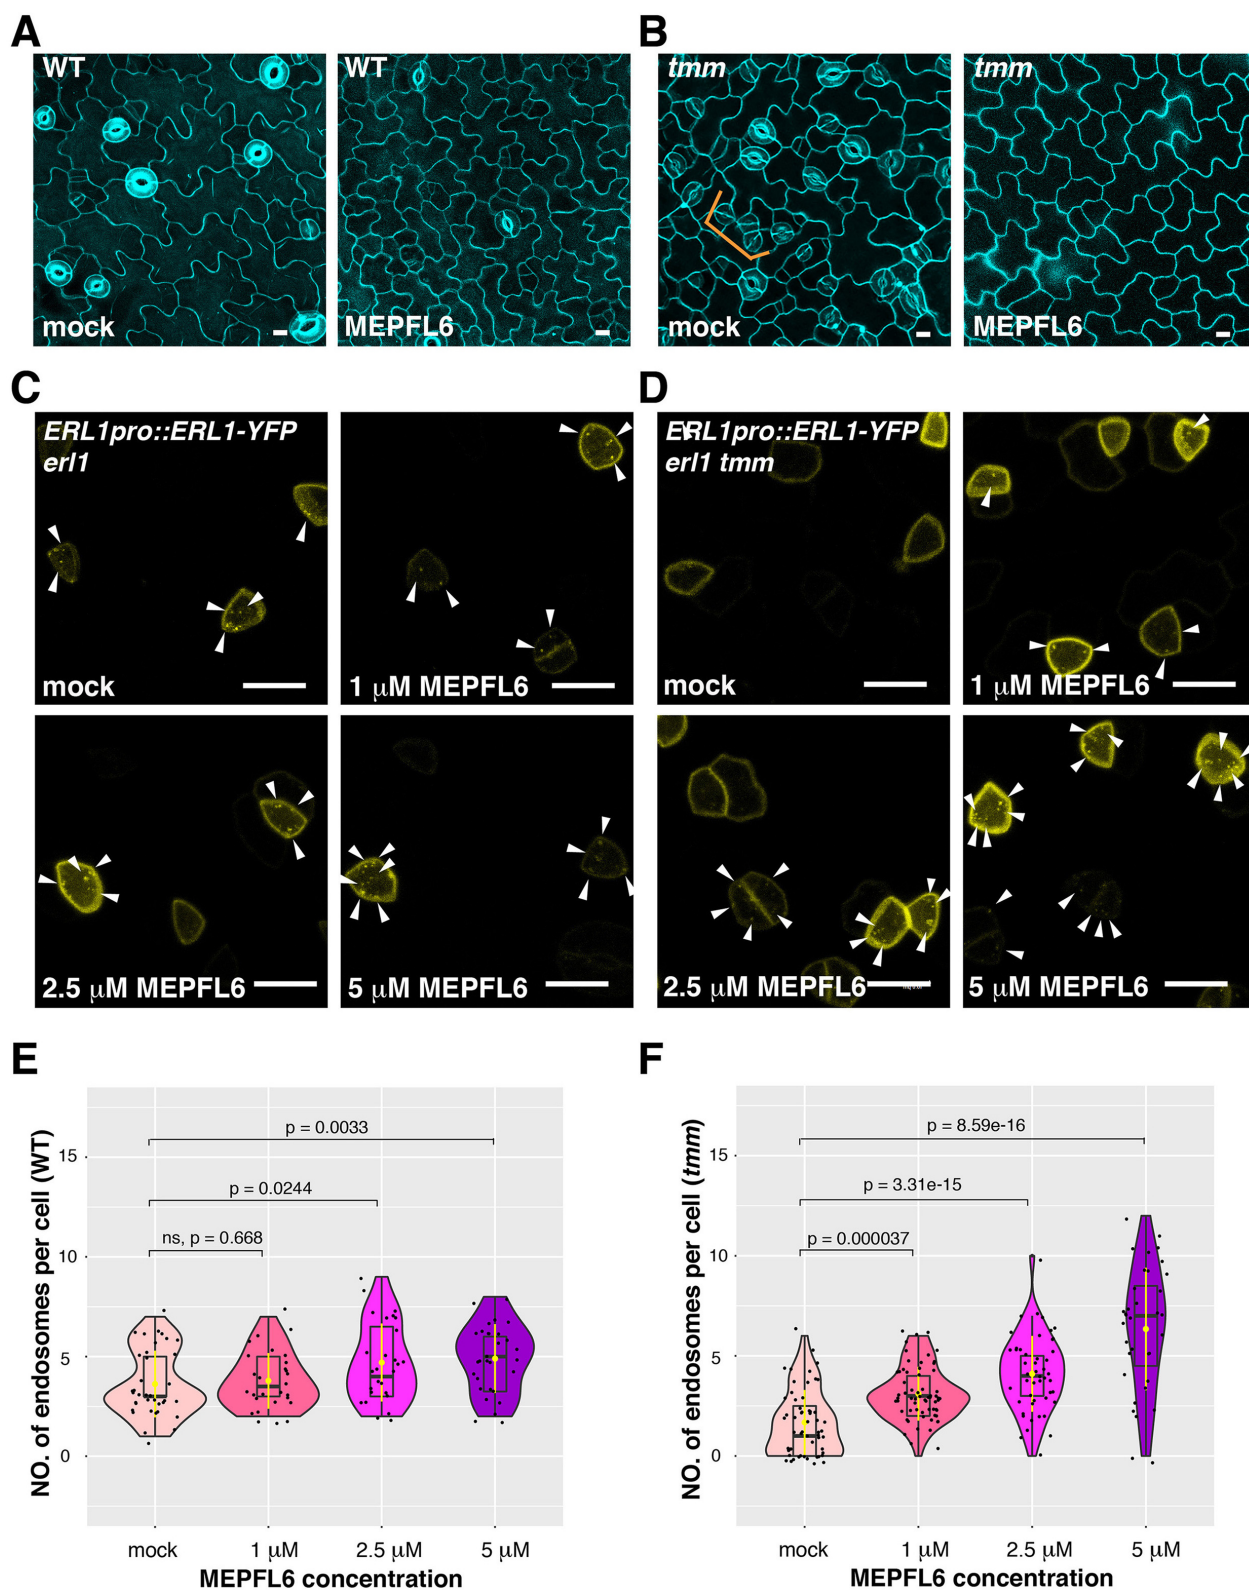 A
B
WT
WT
tmm
tmm
mock
MEPFL6
mock
MEPFL6
C
D
ERL1pro::ERL1-YFP
erl1
ERL1pro::ERL1-YFP
erl1 tmm
mock
1 μM MEPFL6
mock
1 μM MEPFL6
2.5 μM MEPFL6
5 μM MEPFL6
2.5 μM MEPFL6
5 μM MEPFL6
E
NO. of endosomes per cell (WT)
15
10
5
0
p = 0.0033
p = 0.0244
ns, p = 0.668
mock
1 μM
2.5 μM
5 μM
MEPFL6 concentration
F
NO. of endosomes per cell (tmm)
15
10
5
0
p = 8.59e-16
p = 3.31e-15
p = 0.000037
mock
1 μM
2.5 μM
5 μM
MEPFL6 concentration